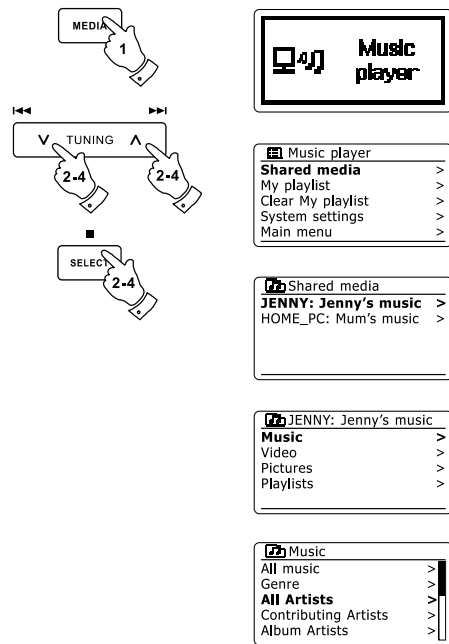 MEDIA
1
TUNING
2-4
2-4
SELECT
2-4
Music
player
Music player
Shared media >
My playlist >
Clear My playlist >
System settings >
Main menu >
Shared media
JENNY: Jenny's music >
HOME_PC: Mum's music >
JENNY: Jenny's music
Music >
Video >
Pictures >
Playlists >
Music
All music >
Genre >
All Artists >
Contributing Artists >
Album Artists >